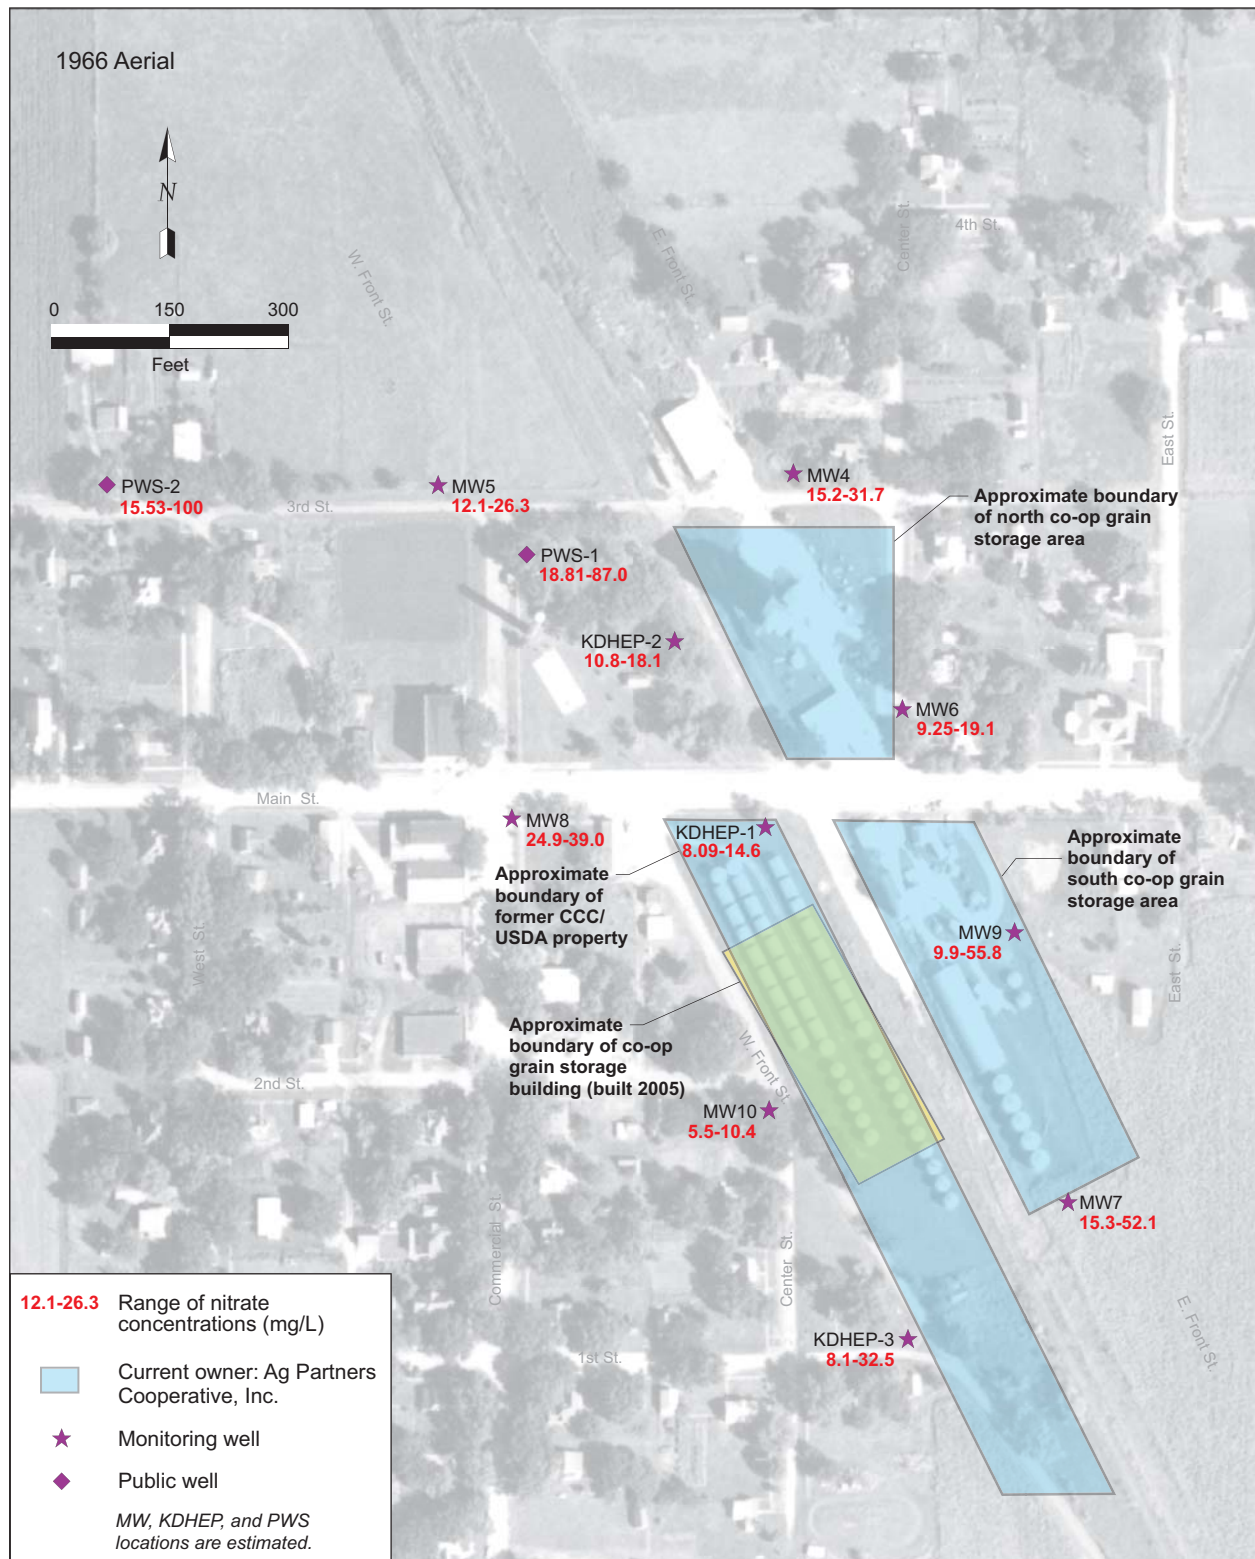 1966 Aerial
N
0 150 300
Feet
W. Front St.
E. Front St.
Center St.
4th St.
East St.
PWS-2
15.53-100
3rd St.
MW5
12.1-26.3
MW4
15.2-31.7
Approximate boundary
of north co-op grain
storage area
PWS-1
18.81-87.0
KDHEP-2
10.8-18.1
MW6
9.25-19.1
Main St.
MW8
24.9-39.0
KDHEP-1
8.09-14.6
Approximate
boundary of
former CCC/
USDA property
Approximate
boundary of
south co-op grain
storage area
MW9
9.9-55.8
West St.
East St.
Approximate
boundary of co-op
grain storage
building (built 2005)
W. Front St.
2nd St.
MW10
5.5-10.4
MW7
15.3-52.1
Commercial St.
Center St.
E. Front St.
KDHEP-3
8.1-32.5
1st St.
12.1-26.3 Range of nitrate
concentrations (mg/L)
Current owner: Ag Partners
Cooperative, Inc.
Monitoring well
Public well
MW, KDHEP, and PWS
locations are estimated.